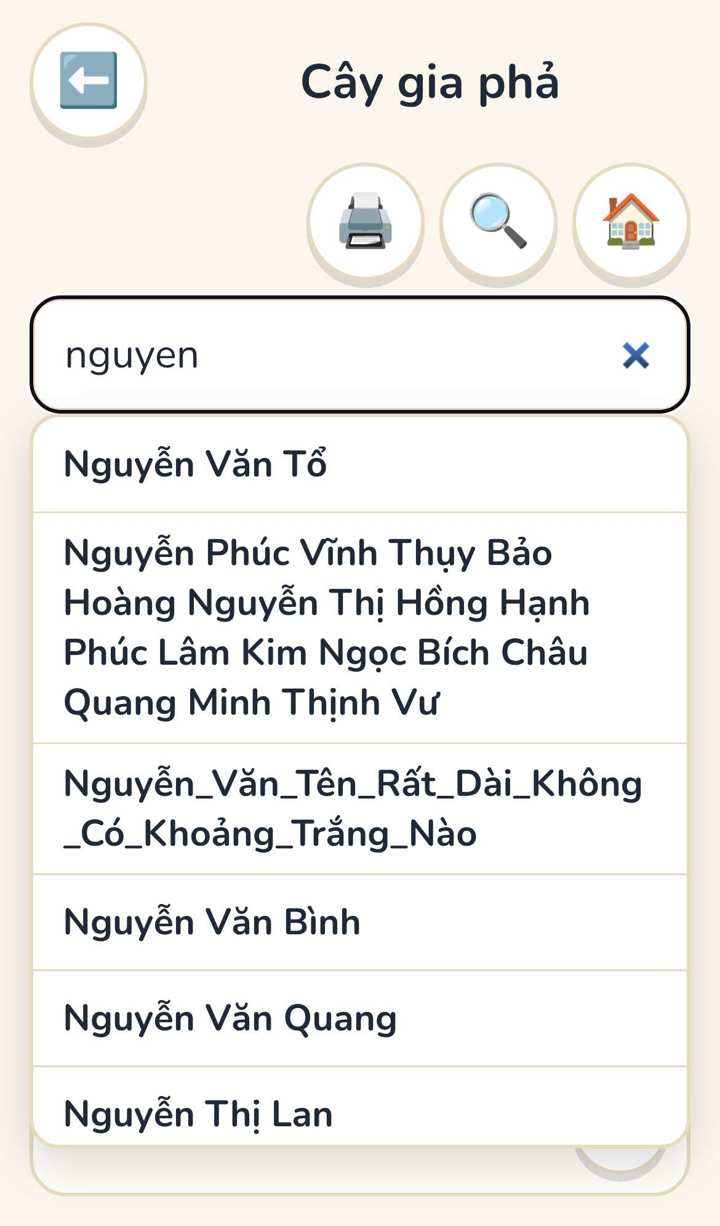 Cây gia phả
nguyen
Nguyễn Văn Tổ
Nguyễn Phúc Vĩnh Thụy Bảo
Hoàng Nguyễn Thị Hồng Hạnh
Phúc Lâm Kim Ngọc Bích Châu
Quang Minh Thịnh Vư
Nguyễn_Văn_Tên_Rất_Dài_Không
_Có_Khoảng_Trắng_Nào
Nguyễn Văn Bình
Nguyễn Văn Quang
Nguyễn Thị Lan